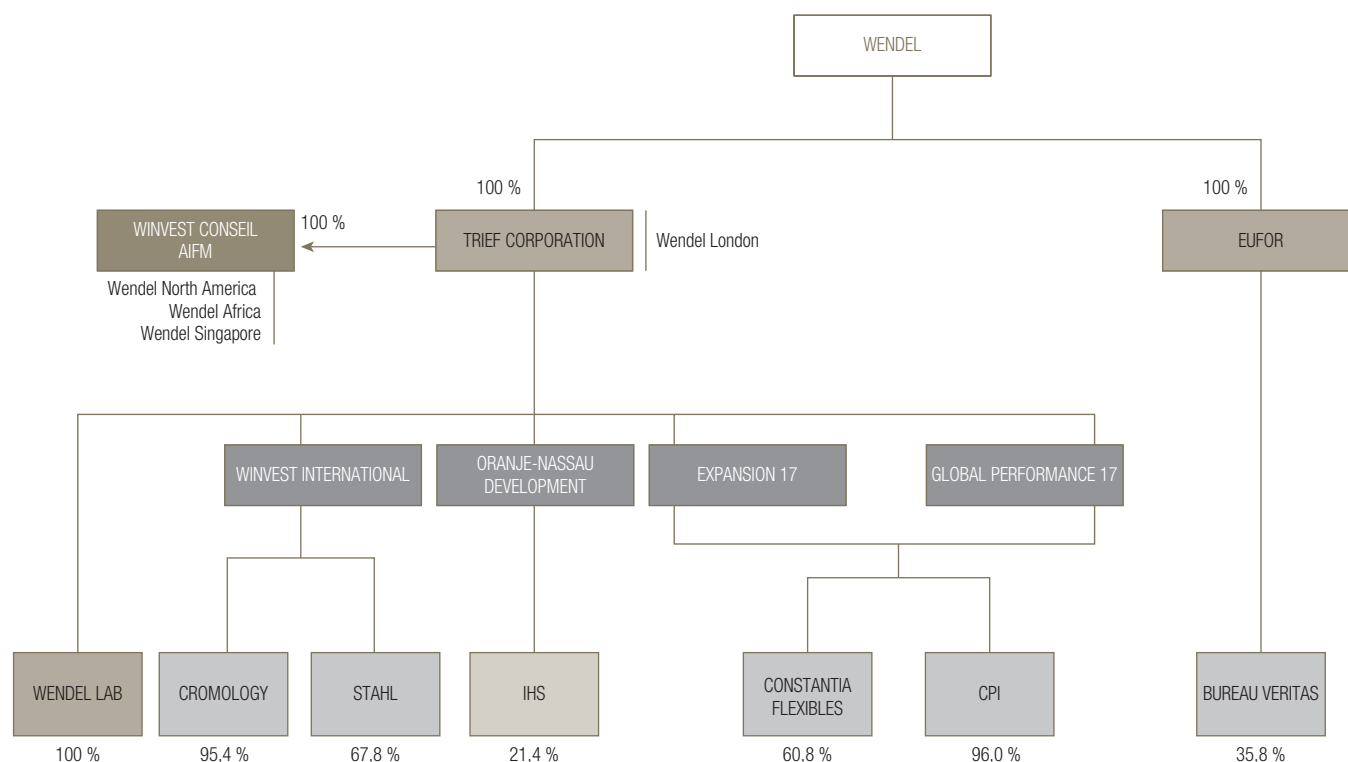 WENDEL
100 %
100 %
WINVEST CONSEIL
AIFM
100 %
TRIEF CORPORATION
Wendel London
EUFOR
Wendel North America
Wendel Africa
Wendel Singapore
WINVEST INTERNATIONAL
ORANJE-NASSAU
DEVELOPMENT
EXPANSION 17
GLOBAL PERFORMANCE 17
WENDEL LAB
CROMOLOGY
STAHL
IHS
CONSTANTIA
FLEXIBLES
CPI
BUREAU VERITAS
100 %
95,4 %
67,8 %
21,4 %
60,8 %
96,0 %
35,8 %